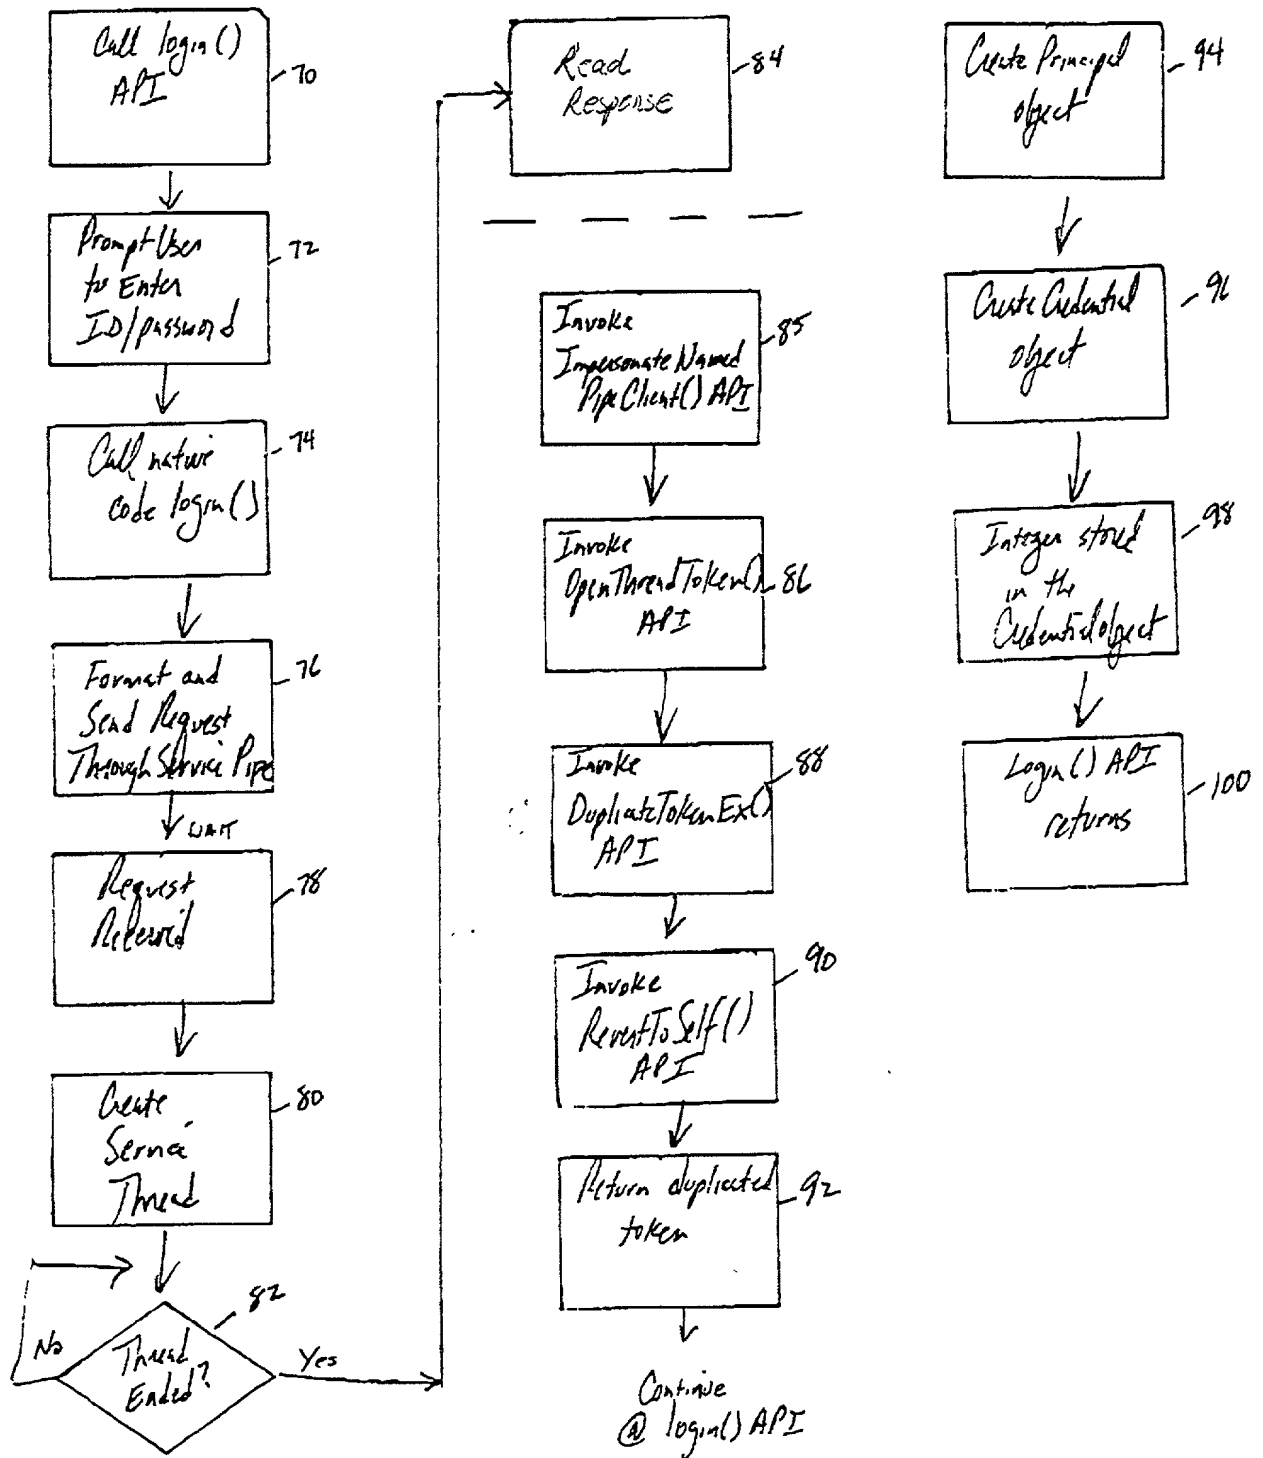 Call login()
API
70
Prompt User
to Enter
ID/password
72
Call native
code login()
74
Format and
Send Request
Through Service Pipe
76
WAIT
Request
Received
78
Create
Service
Thread
80
Thread
Ended?
82
No
Yes
Read
Response
84
Invoke
ImpersonateNamed
PipeClient() API
85
Invoke
OpenThreadToken()
API
86
Invoke
DuplicateTokenEx()
API
88
Invoke
RevertToSelf()
API
90
Return duplicated
token
92
Continue
@ login() API
Create Principal
object
94
Create Credential
object
96
Integer stored
in the
Credential object
98
Login() API
returns
100